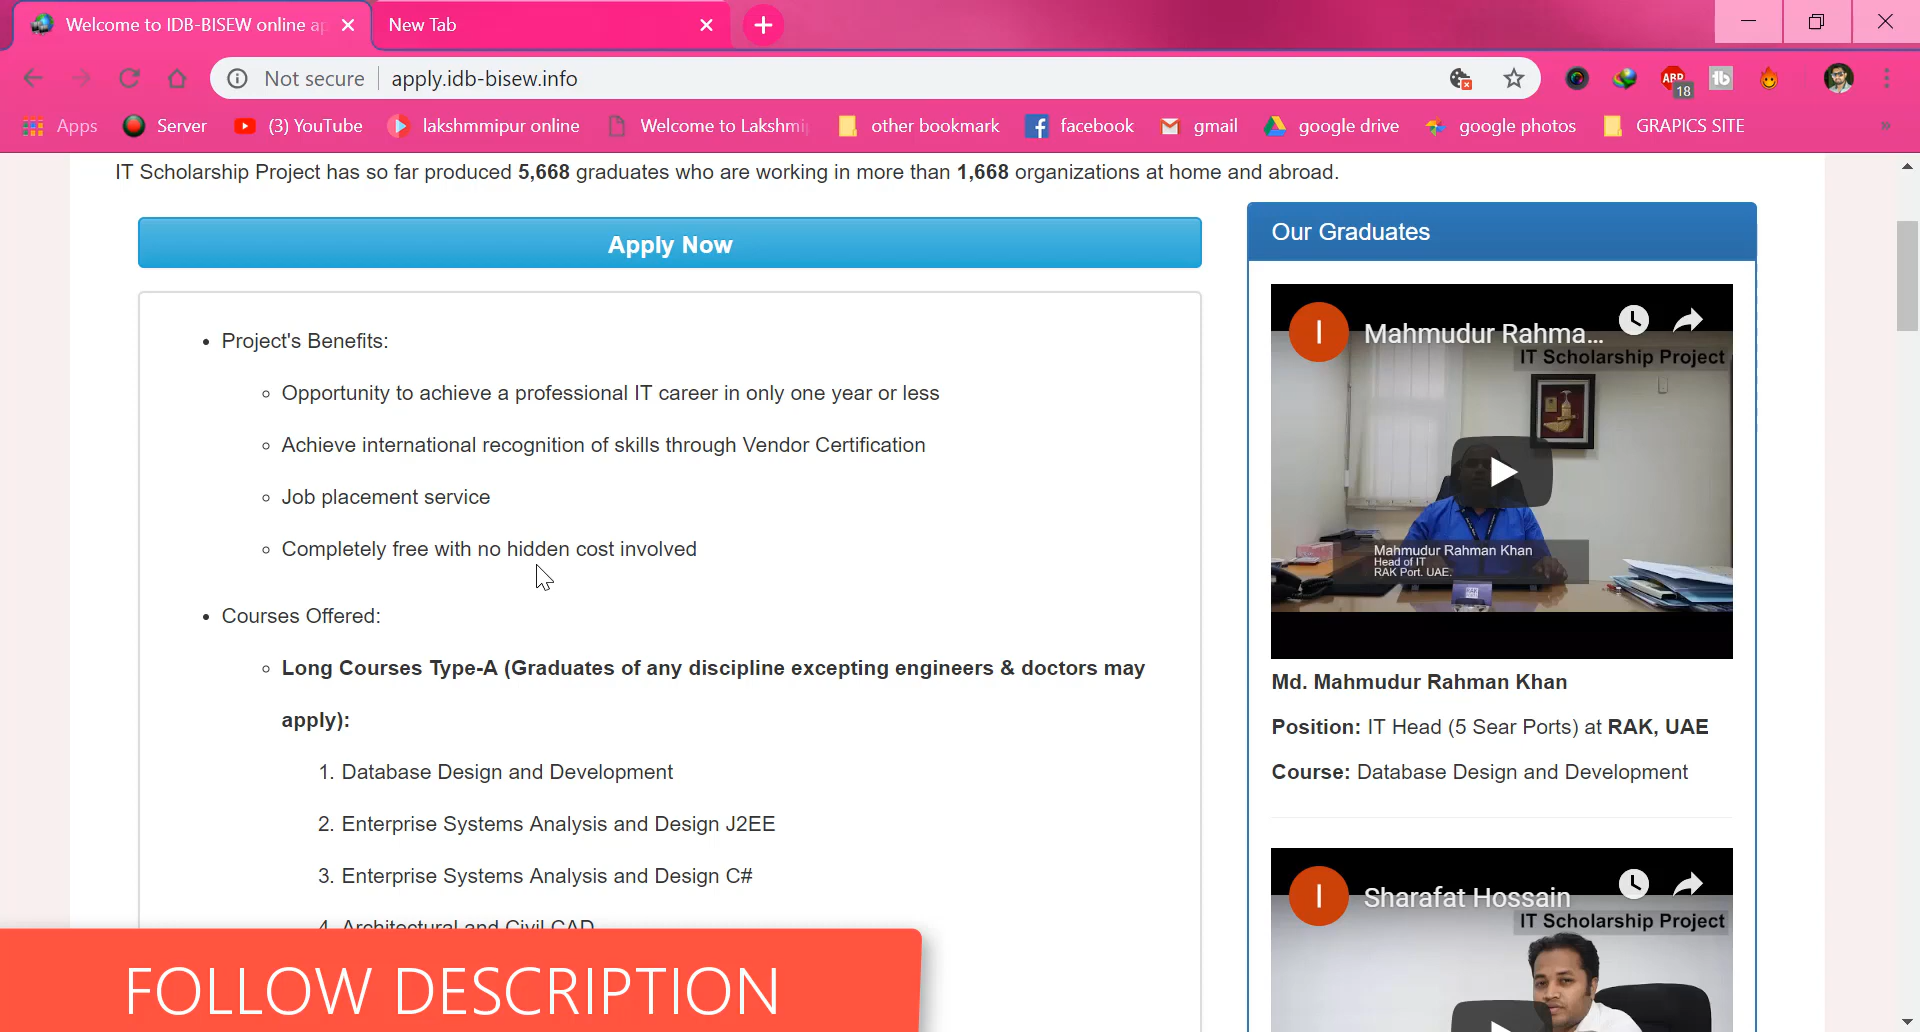 Welcome to IDB-BISEW online ap
New Tab
Not secure
apply.idb-bisew.info
ABP
18
tb
Apps
Server
(3) YouTube
lakshmmipur online
Welcome to Lakshmip
other bookmark
facebook
gmail
google drive
google photos
GRAPICS SITE
»
IT Scholarship Project has so far produced 5,668 graduates who are working in more than 1,668 organizations at home and abroad.
Apply Now
Our Graduates
• Project's Benefits:
Opportunity to achieve a professional IT career in only one year or less
Achieve international recognition of skills through Vendor Certification
Job placement service
Completely free with no hidden cost involved
• Courses Offered:
Long Courses Type-A (Graduates of any discipline excepting engineers & doctors may
apply):
1. Database Design and Development
2. Enterprise Systems Analysis and Design J2EE
3. Enterprise Systems Analysis and Design C#
4. Architectural and Civil CAD
I
Mahmudur Rahma...
IT Scholarship Project
Mahmudur Rahman Khan
Head of IT
RAK Port. UAE.
Md. Mahmudur Rahman Khan
Position: IT Head (5 Sear Ports) at RAK, UAE
Course: Database Design and Development
I
Sharafat Hossain
IT Scholarship Project
FOLLOW DESCRIPTION